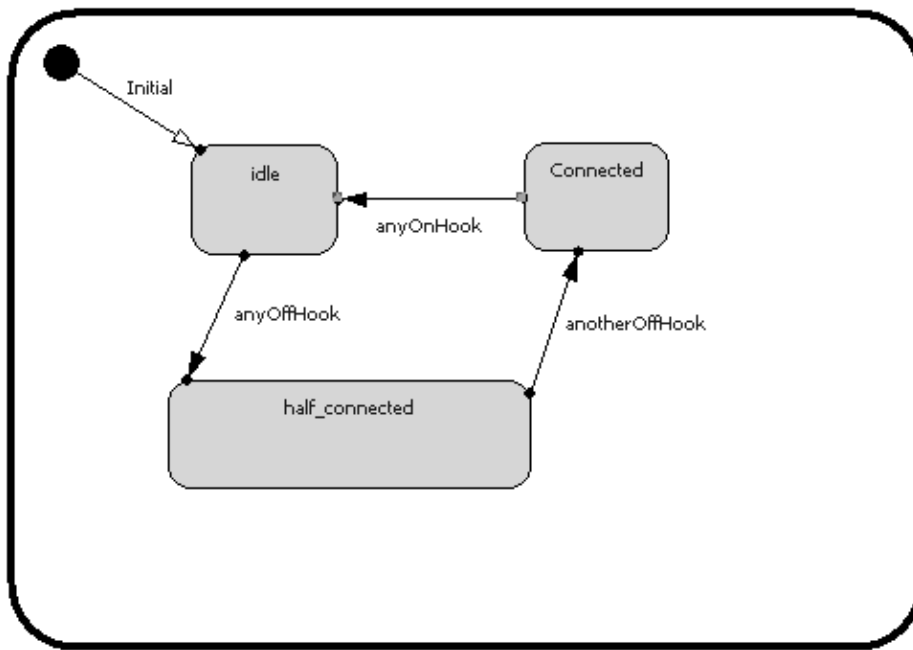 Initial
idle
Connected
anyOnHook
anyOffHook
anotherOffHook
half_connected